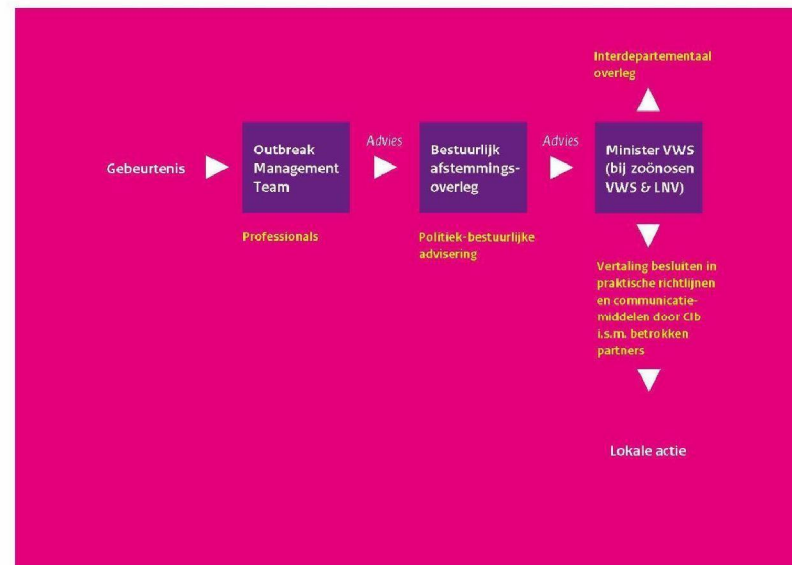 Interdepartementaal
overleg
Gebeurtenis
Outbreak
Management
Team
Professionals
Advies
Bestuurlijk
afstemmings-
overleg
Politiek-bestuurlijke
advisering
Advies
Minister VWS
(bij zoönosen
VWS & LNV)
Vertaling besluiten in
praktische richtlijnen
en communicatie-
middelen door CIb
i.s.m. betrokken
partners
Lokale actie